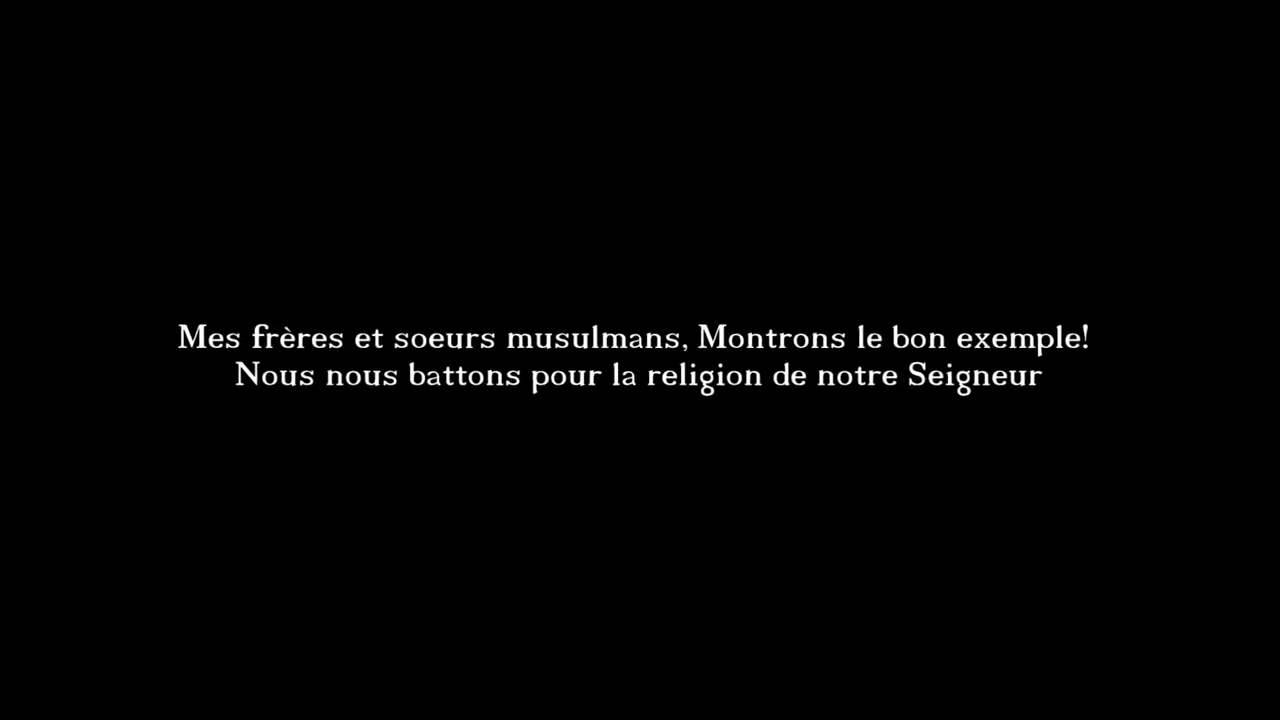 Mes frères et soeurs musulmans, Montrons le bon exemple!
Nous nous battons pour la religion de notre Seigneur